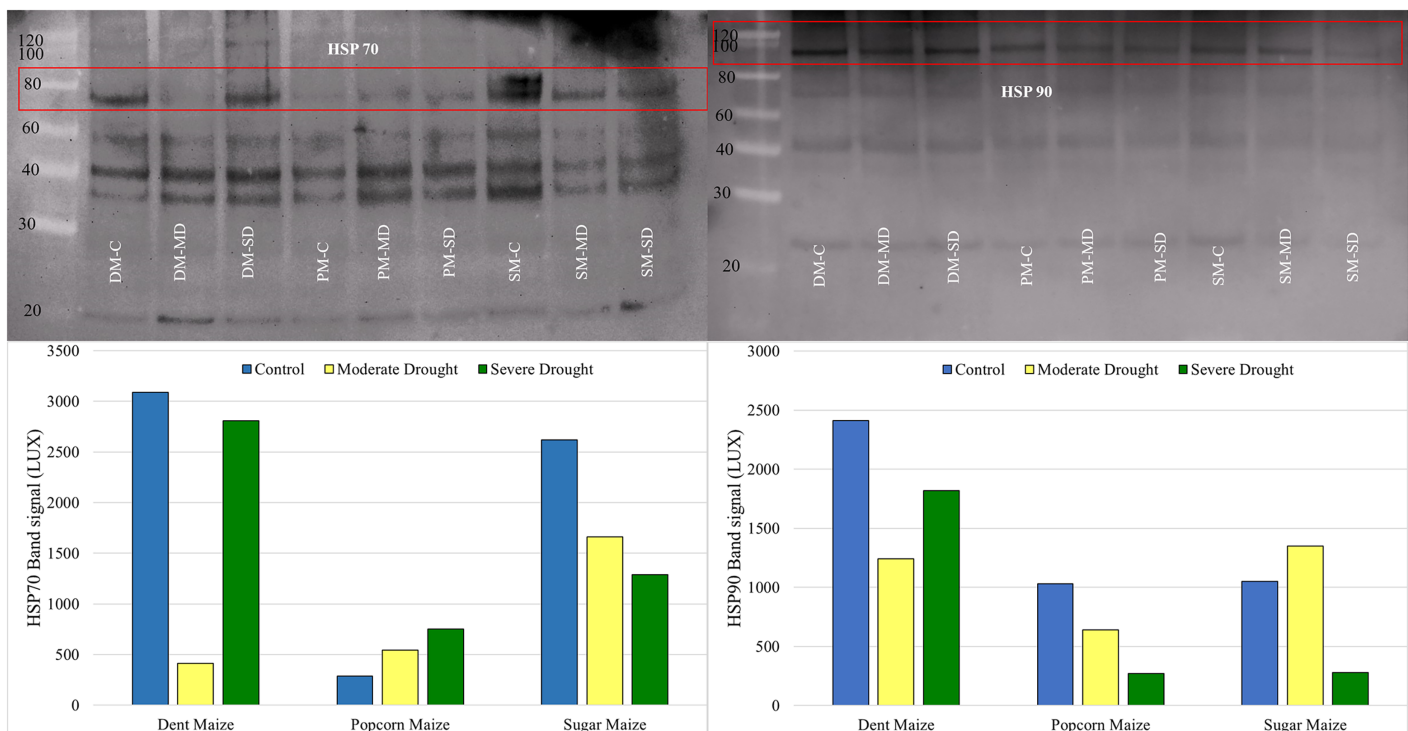 HSP 70
120
100
80
60
40
30
20
DM-C
DM-MD
DM-SD
PM-C
PM-MD
PM-SD
SM-C
SM-MD
SM-SD
HSP 90
120
100
80
60
40
30
20
DM-C
DM-MD
DM-SD
PM-C
PM-MD
PM-SD
SM-C
SM-MD
SM-SD
Control Moderate Drought Severe Drought
HSP70 Band signal (LUX)
3500
3000
2500
2000
1500
1000
500
0
Dent Maize Popcorn Maize Sugar Maize
Control Moderate Drought Severe Drought
HSP90 Band signal (LUX)
3000
2500
2000
1500
1000
500
0
Dent Maize Popcorn Maize Sugar Maize